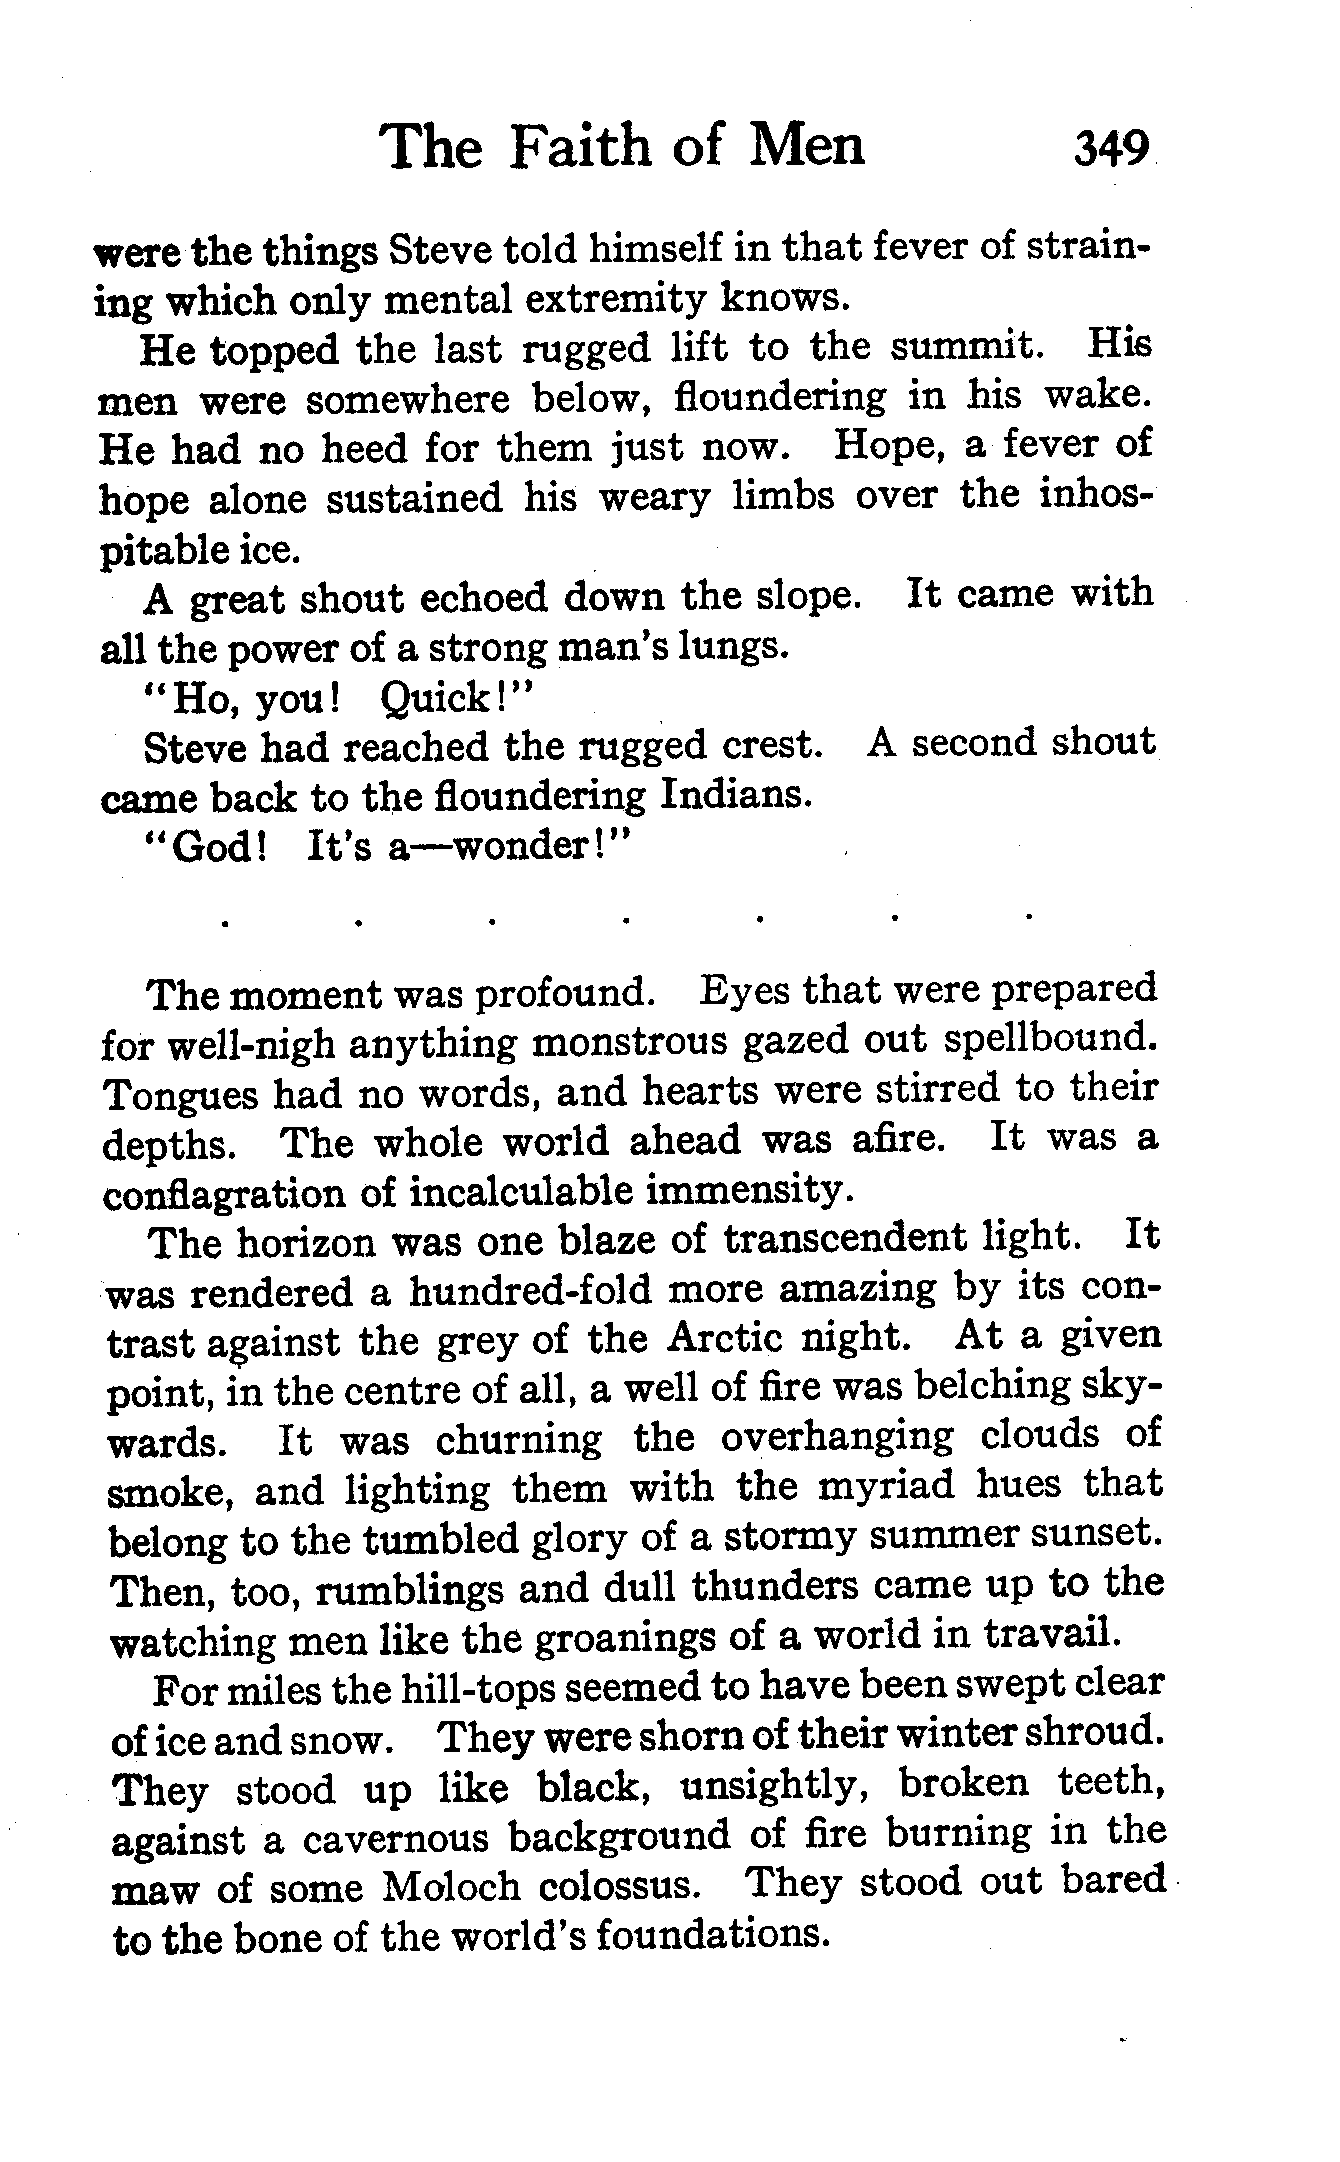 The Faith of Men 349
were the things Steve told himself in that fever of strain-
ing which only mental extremity knows.
He topped the last rugged lift to the summit. His
men were somewhere below, floundering in his wake.
He had no heed for them just now. Hope, a fever of
hope alone sustained his weary limbs over the inhos-
pitable ice.
A great shout echoed down the slope. It came with
all the power of a strong man's lungs.
"Ho, you! Quick!"
Steve had reached the rugged crest. A second shout
came back to the floundering Indians.
"God! It's a—wonder!"
. . . . . . .
The moment was profound. Eyes that were prepared
for well-nigh anything monstrous gazed out spellbound.
Tongues had no words, and hearts were stirred to their
depths. The whole world ahead was afire. It was a
conflagration of incalculable immensity.
The horizon was one blaze of transcendent light. It
was rendered a hundred-fold more amazing by its con-
trast against the grey of the Arctic night. At a given
point, in the centre of all, a well of fire was belching sky-
wards. It was churning the overhanging clouds of
smoke, and lighting them with the myriad hues that
belong to the tumbled glory of a stormy summer sunset.
Then, too, rumblings and dull thunders came up to the
watching men like the groanings of a world in travail.
For miles the hill-tops seemed to have been swept clear
of ice and snow. They were shorn of their winter shroud.
They stood up like black, unsightly, broken teeth,
against a cavernous background of fire burning in the
maw of some Moloch colossus. They stood out bared
to the bone of the world's foundations.